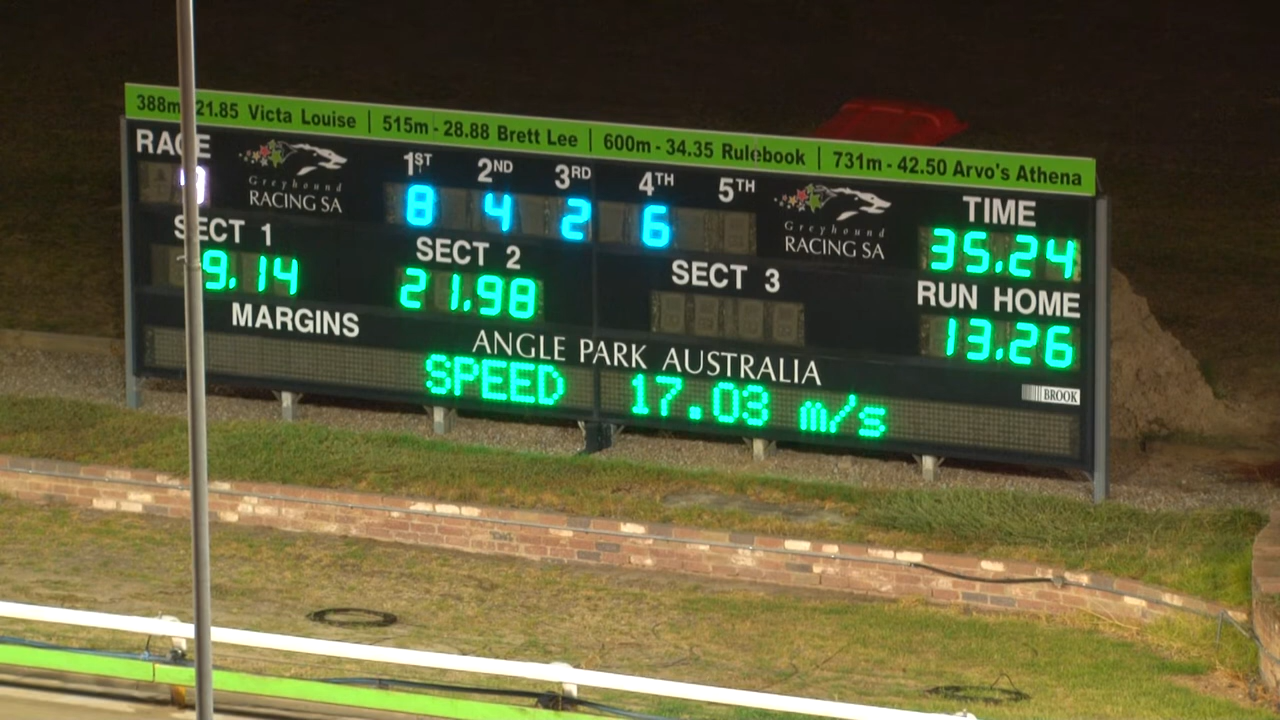 388m 21.85 Victa Louise | 515m - 28.88 Brett Lee | 600m - 34.35 Rulebook | 731m - 42.50 Arvo's Athena
RACE
Greyhound
RACING SA
1ST 2ND 3RD 4TH 5TH
8 4 2 6
Greyhound
RACING SA
TIME
35.24
SECT 1
9.14
SECT 2
21.98
SECT 3
RUN HOME
13.26
MARGINS
ANGLE PARK AUSTRALIA
SPEED 17.03 m/s
BROOK